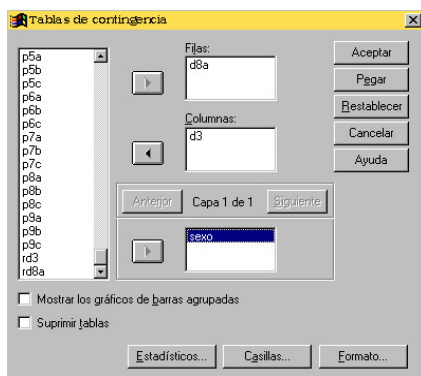 Tablas de contingencia
p5a
p5b
p5c
p6a
p6b
p6c
p7a
p7b
p7c
p8a
p8b
p8c
p9a
p9b
p9c
rd3
rd8a
Filas:
d8a
Columnas:
d3
Anterior
Capa 1 de 1
Siguiente
sexo
Aceptar
Pegar
Restablecer
Cancelar
Ayuda
Mostrar los gráficos de barras agrupadas
Suprimir tablas
Estadísticos...
Casillas...
Formato...